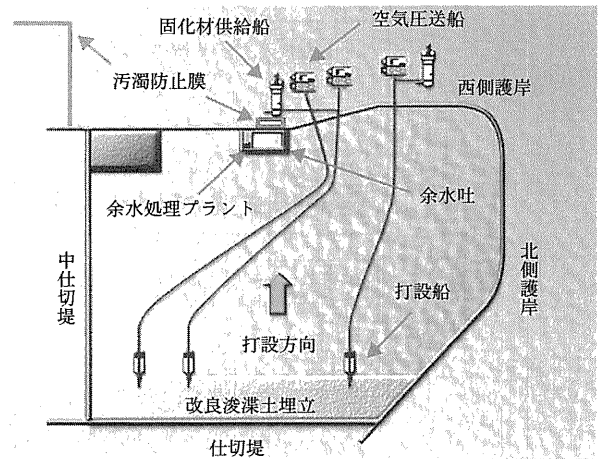 固化材供給船
空気圧送船
汚濁防止膜
西側護岸
余水処理プラント
余水吐
中仕切堤
北側護岸
打設船
打設方向
改良浚渫土埋立
仕切堤